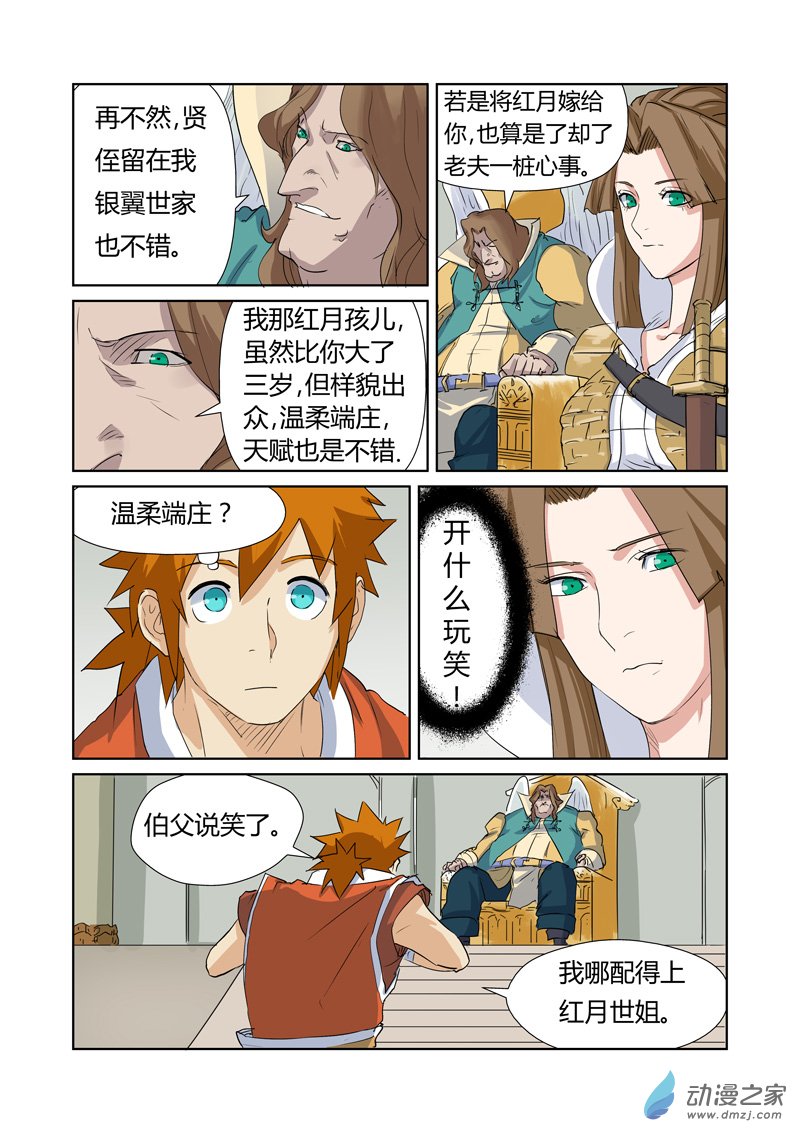 再不然,贤
侄留在我
银翼世家
也不错。
若是将红月嫁给
你,也算是了却了
老夫一桩心事。
我那红月孩儿,
虽然比你大了
三岁,但样貌出
众,温柔端庄,
天赋也是不错.
温柔端庄？
开什么玩笑！
伯父说笑了。
我哪配得上
红月世姐。
动漫之家
www.dmzj.com